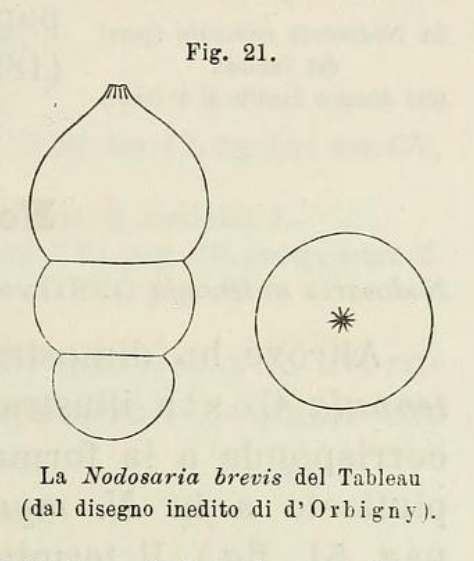 Fig. 21.
La Nodosaria brevis del Tableau
(dal disegno inedito di d'Orbigny).